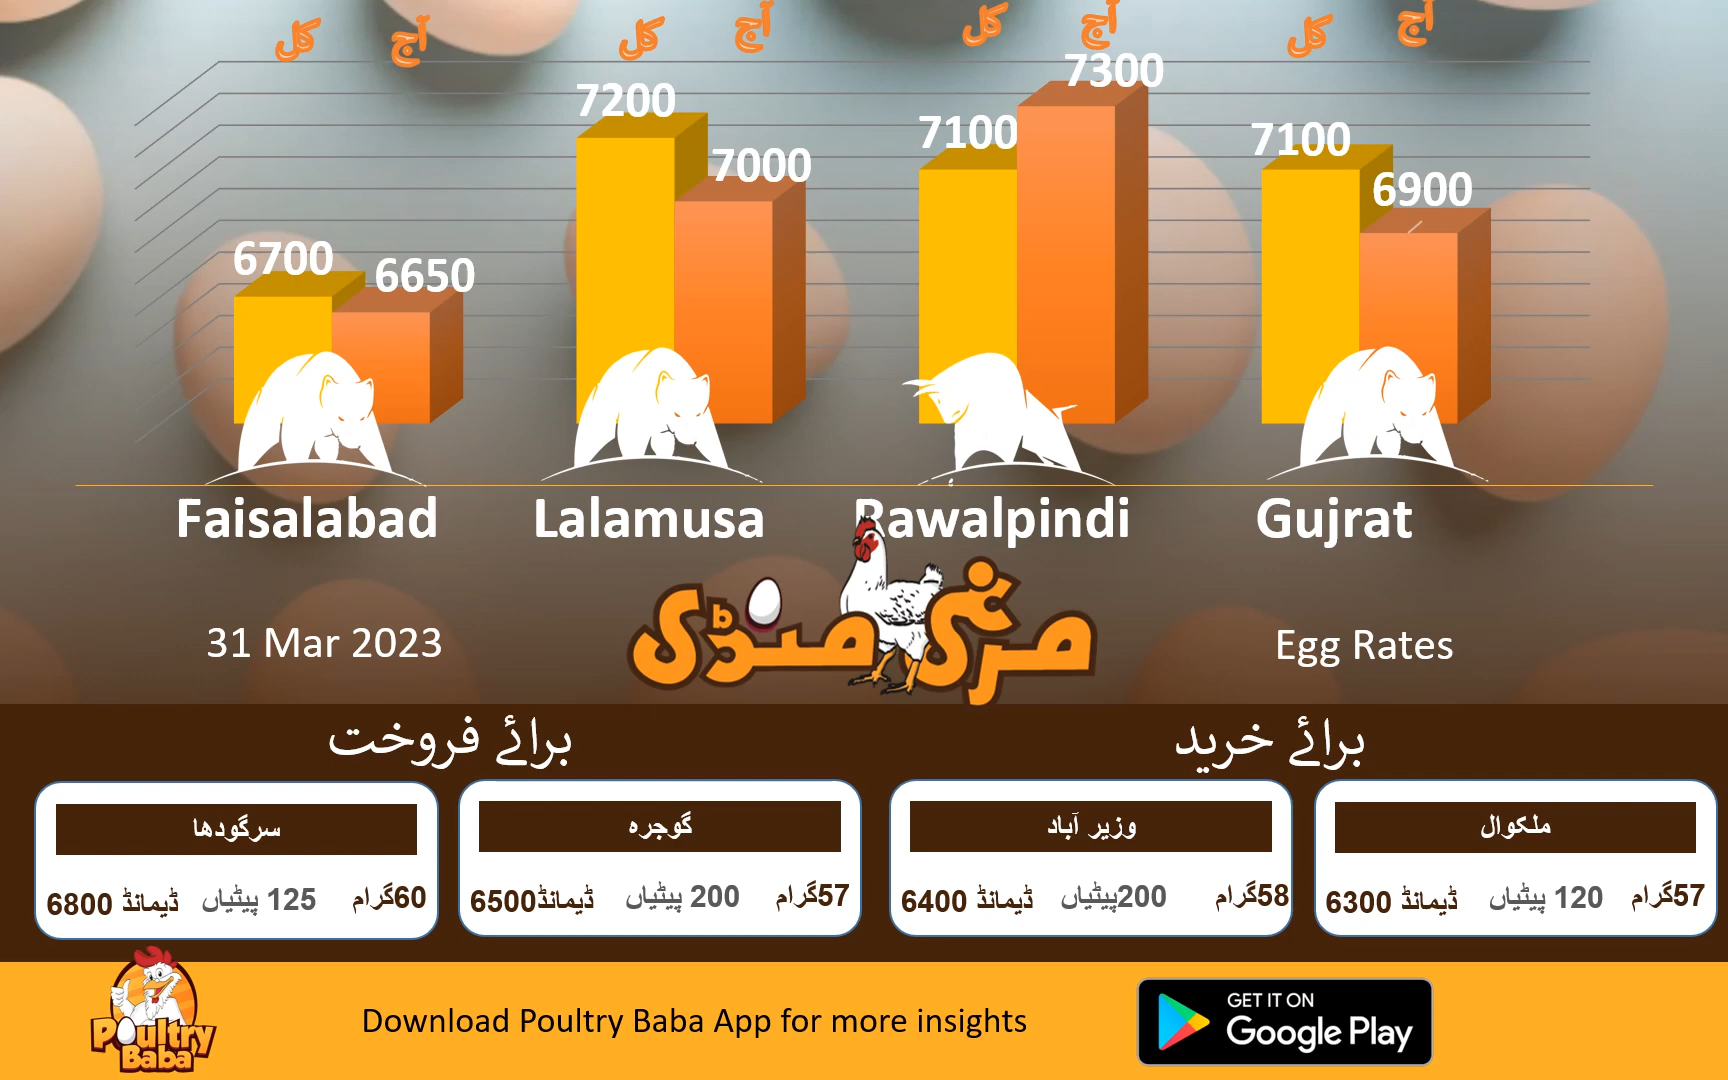 کل آج کل آج کل آج کل آج
6700 6650 7200 7000 7100 7300 7100 6900
Faisalabad Lalamusa Rawalpindi Gujrat
31 Mar 2023
مرغی منڈی
Egg Rates
برائے فروخت
برائے خرید
سرگودھا
60گرام 125 پیٹیاں ڈیمانڈ 6800
گوجرہ
57گرام 200 پیٹیاں ڈیمانڈ6500
وزیر آباد
58گرام 200پیٹیاں ڈیمانڈ 6400
ملکوال
57گرام 120 پیٹیاں ڈیمانڈ 6300
Poultry
Baba
Download Poultry Baba App for more insights
GET IT ON
Google Play